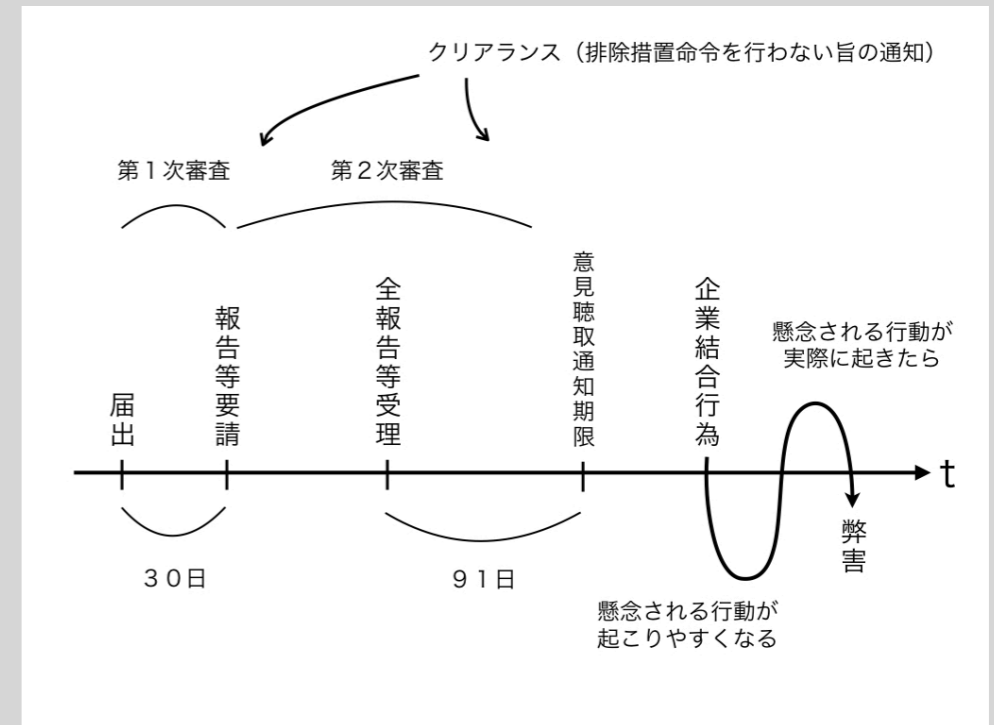 クリアランス（排除措置命令を行わない旨の通知）
第１次審査
第２次審査
届出
報告等要請
全報告等受理
意見聴取通知期限
企業結合行為
懸念される行動が
実際に起きたら
t
３０日
９１日
弊害
懸念される行動が
起こりやすくなる